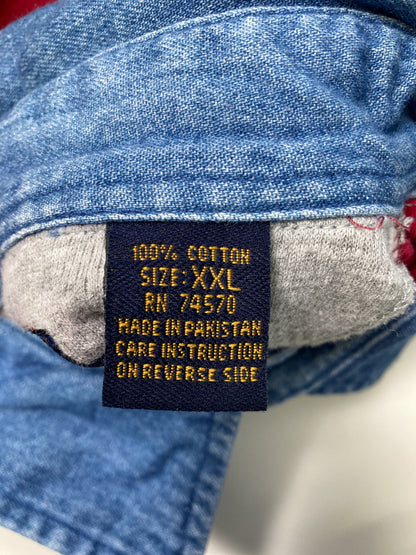 100% COTTON
SIZE: XXL
RN 74570
MADE IN PAKISTAN
CARE INSTRUCTION
ON REVERSE SIDE